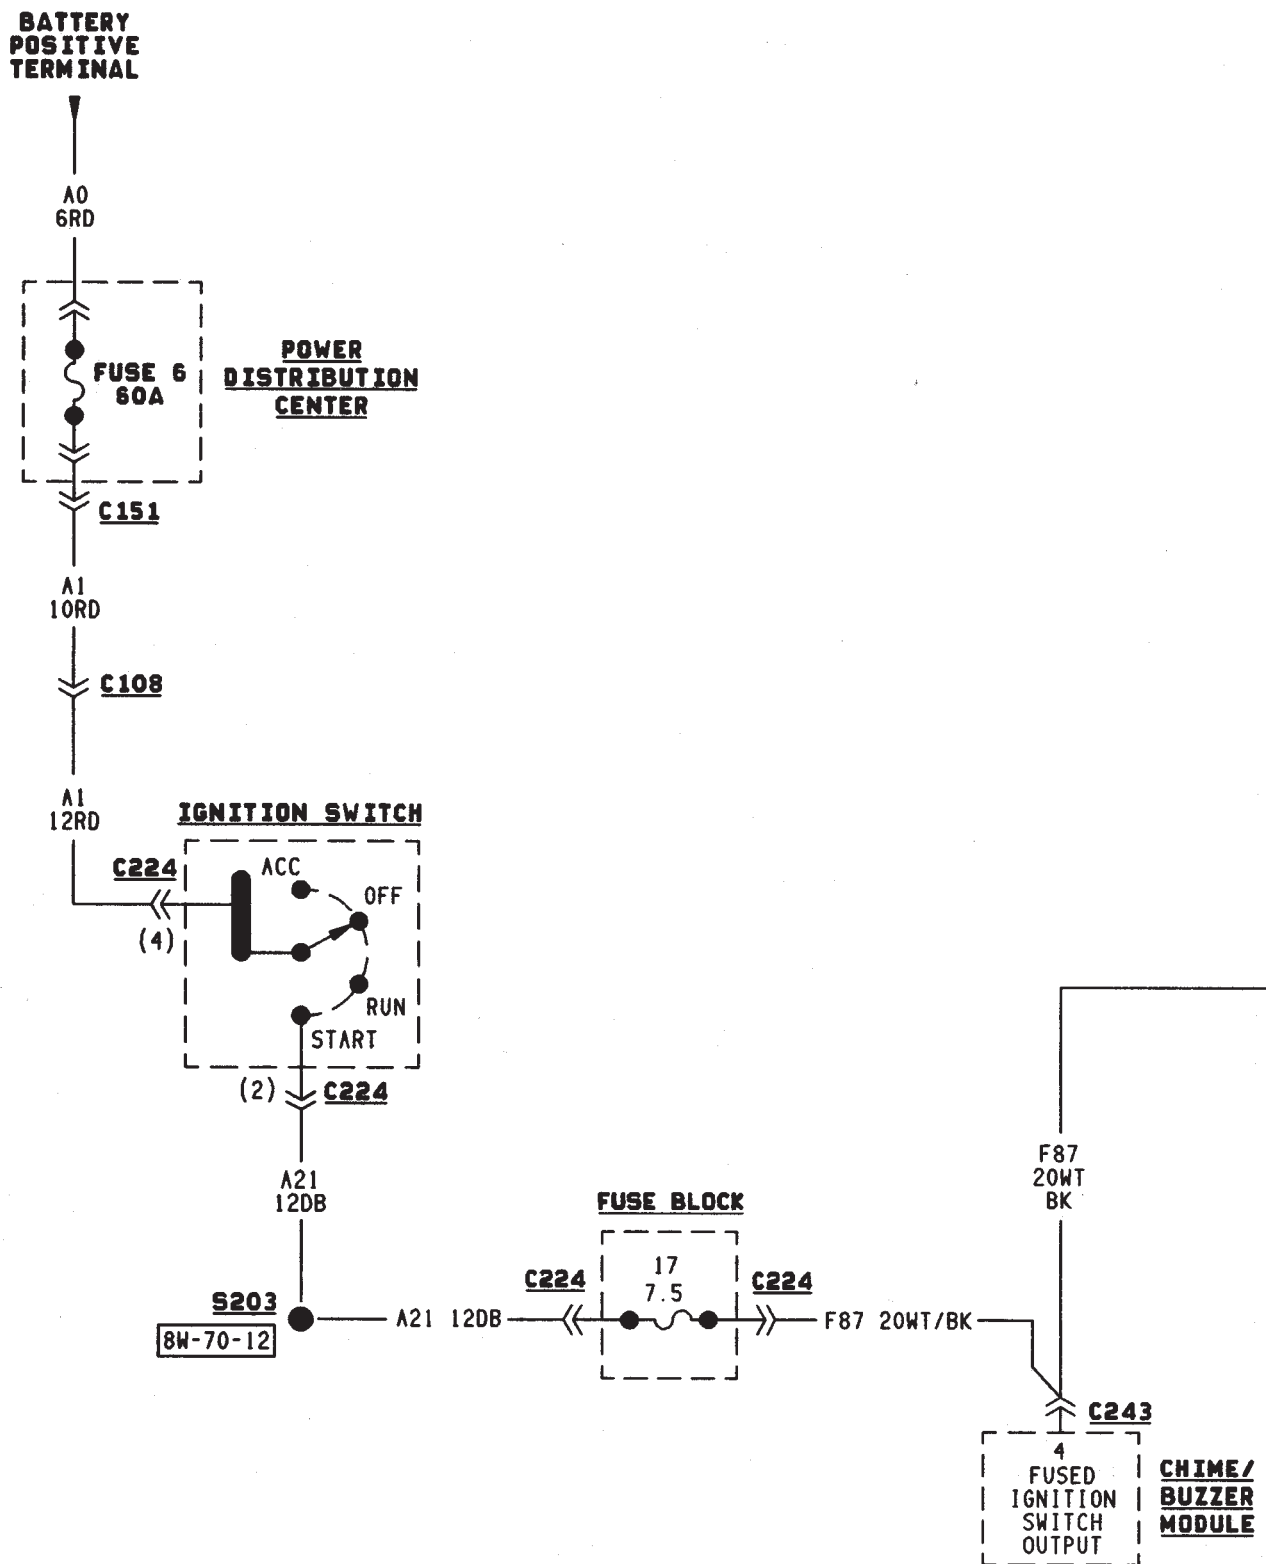 BATTERY
POSITIVE
TERMINAL
A0
6RD
FUSE 6
60A
POWER
DISTRIBUTION
CENTER
C151
A1
10RD
C108
A1
12RD
IGNITION SWITCH
C224
(4)
ACC
OFF
RUN
START
(2)
C224
A21
12DB
S203
8W-70-12
A21 12DB
FUSE BLOCK
C224
17
7.5
C224
F87 20WT/BK
F87
20WT
BK
C243
4
FUSED
IGNITION
SWITCH
OUTPUT
CHIME/
BUZZER
MODULE